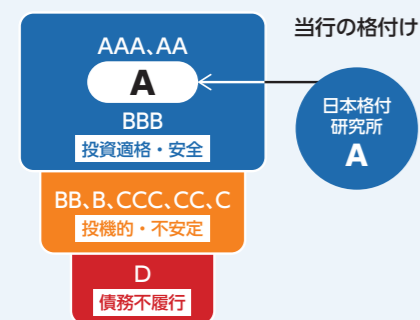 当行の格付け
AAA、AA
A
BBB
投資適格・安全
日本格付
研究所
A
BB、B、CCC、CC、C
投機的・不安定
D
債務不履行